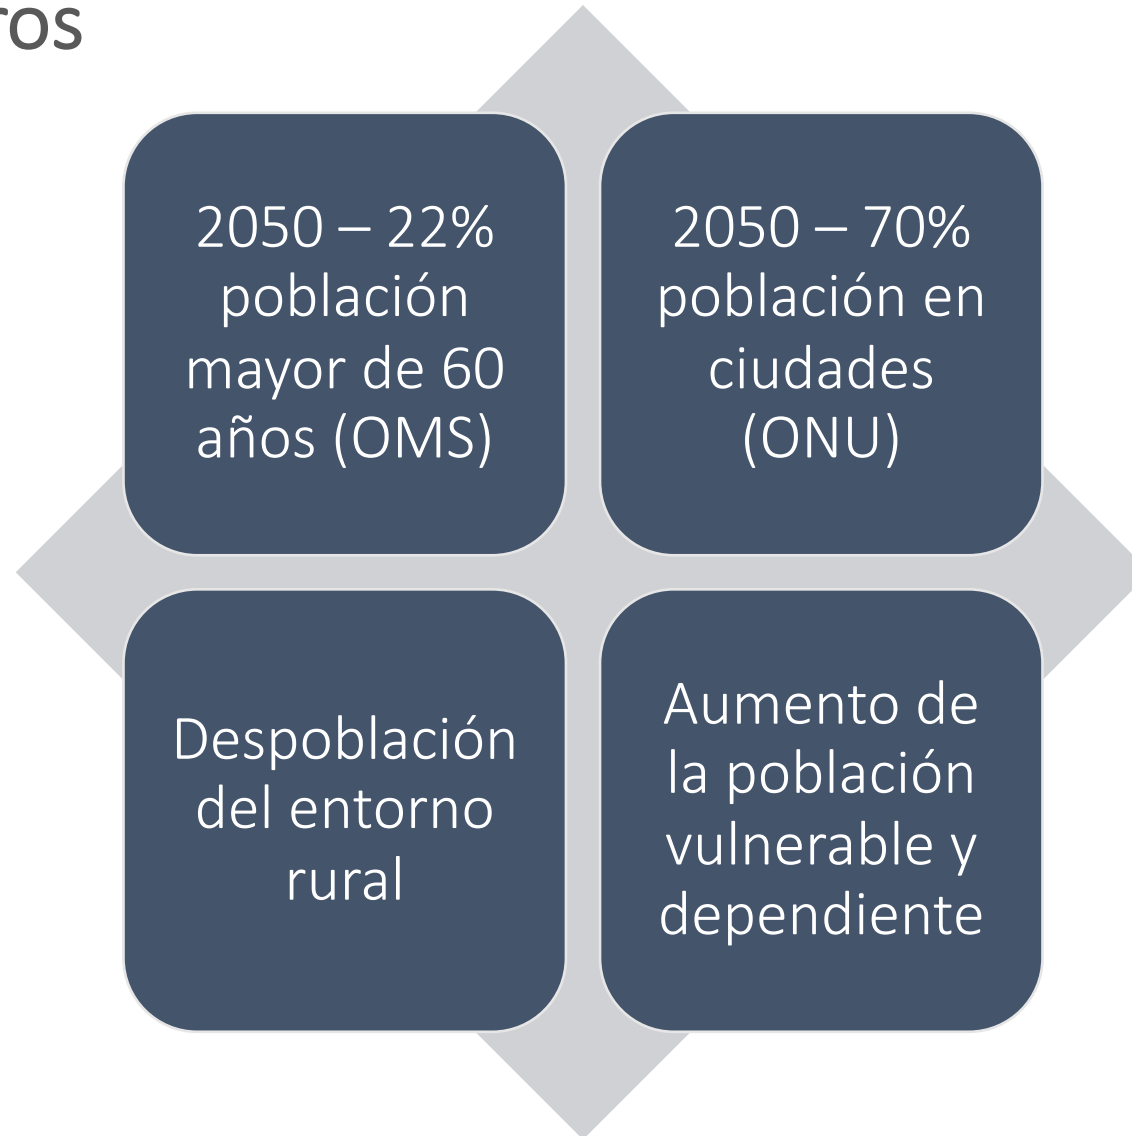 2050 – 22%
población
mayor de 60
años (OMS)
2050 – 70%
población en
ciudades
(ONU)
Despoblación
del entorno
rural
Aumento de
la población
vulnerable y
dependiente